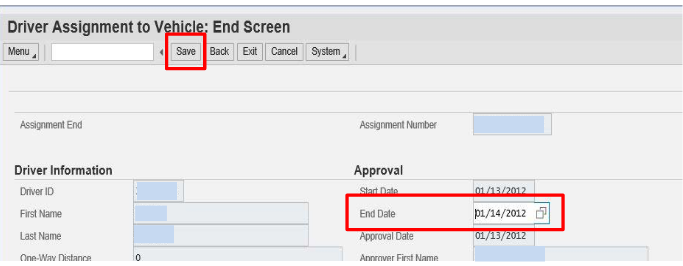 Driver Assignment to Vehicle: End Screen
Menu Save Back Exit Cancel System
Assignment End Assignment Number
Driver Information Approval
Driver ID Start Date 01/13/2012
First Name End Date 01/14/2012
Last Name Approval Date 01/13/2012
One-Way Distance 0 Approver First Name